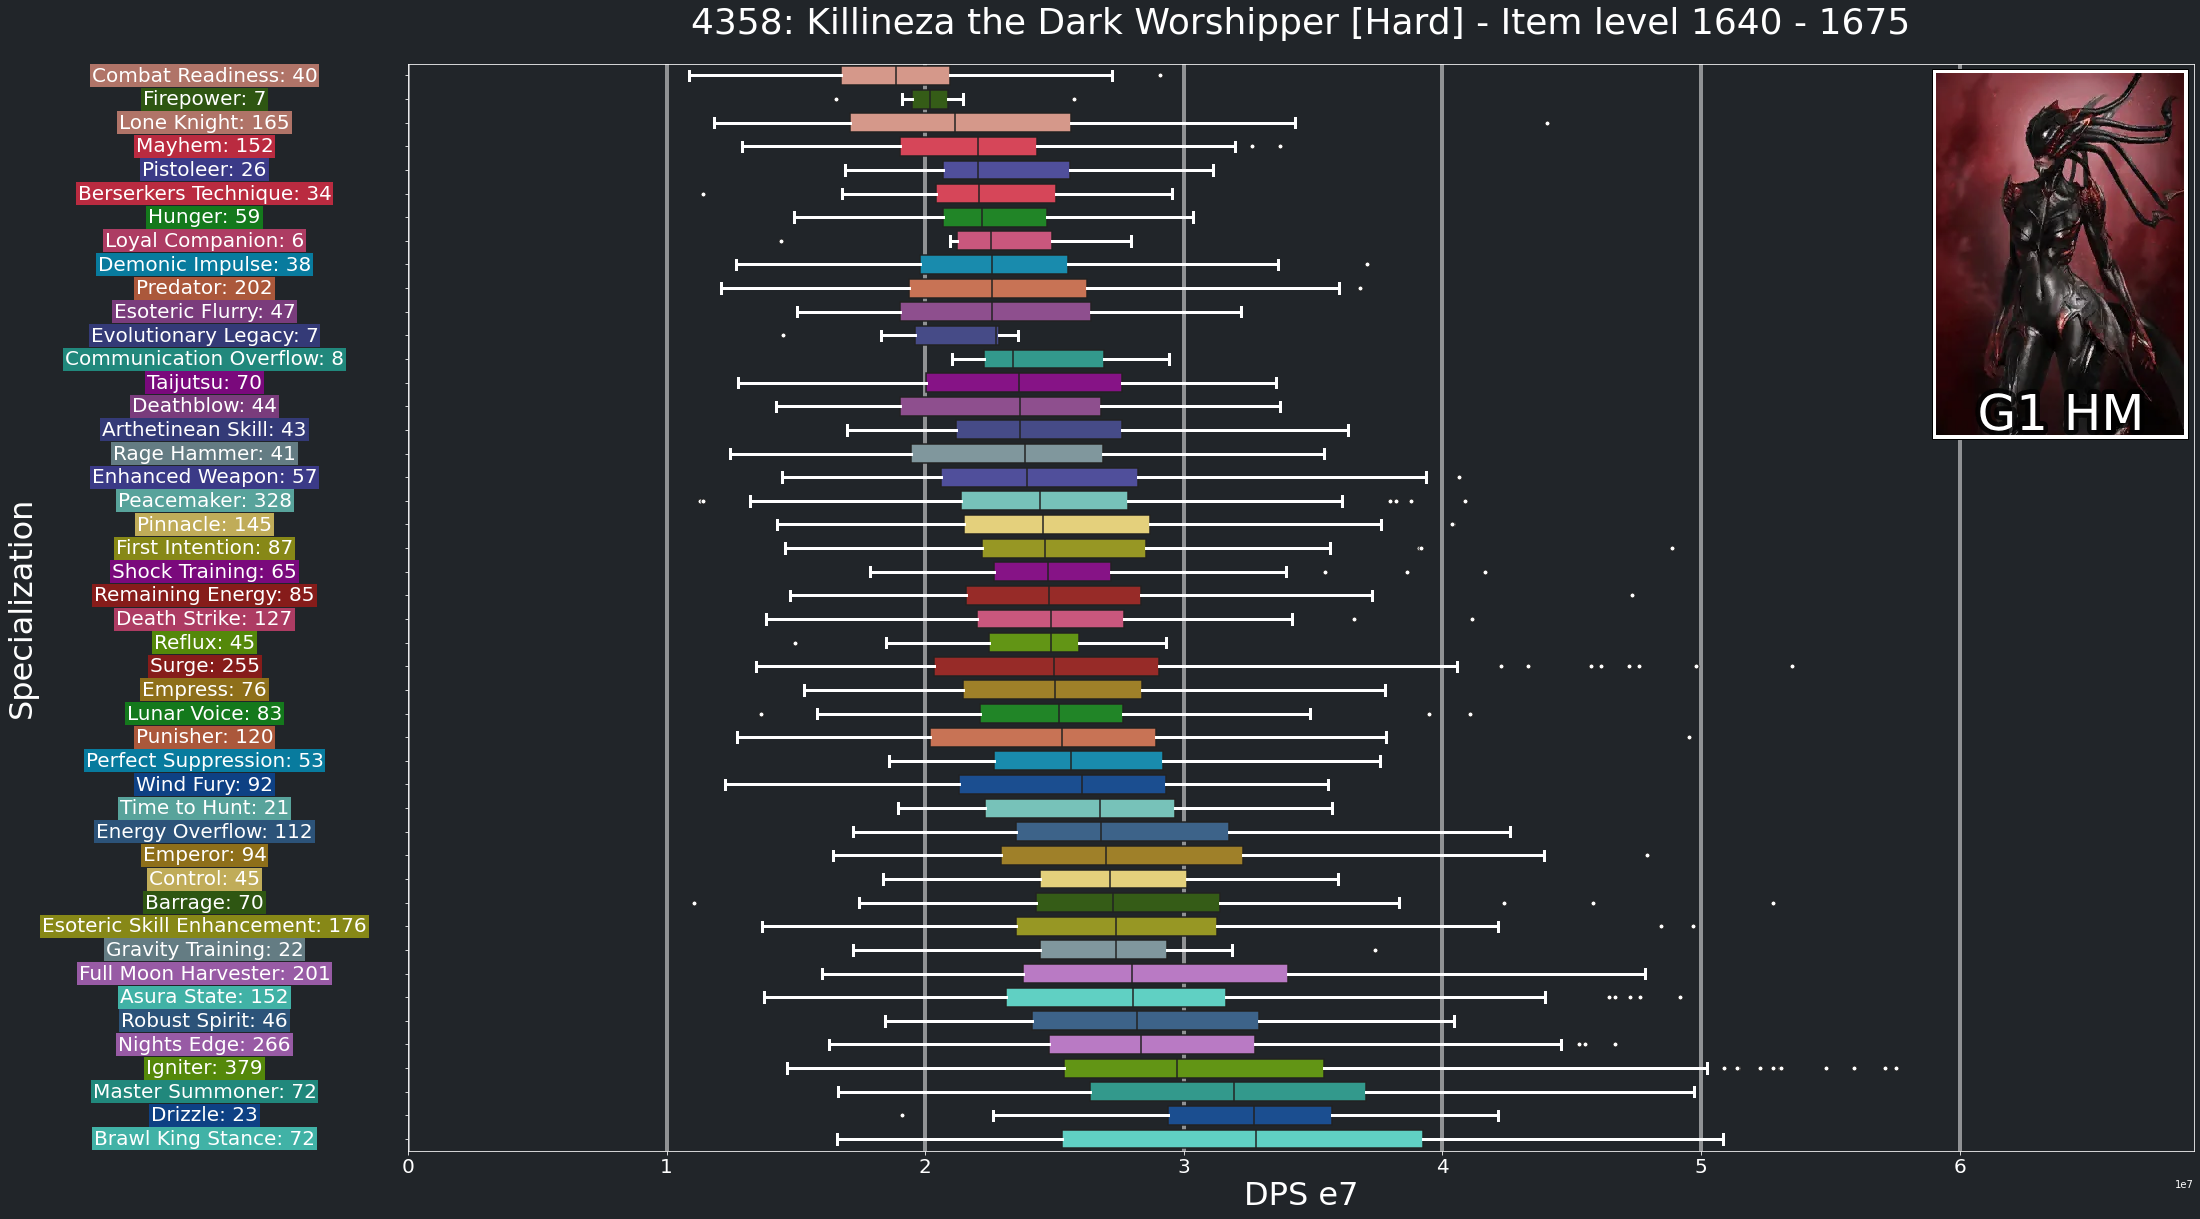 4358: Killineza the Dark Worshipper [Hard] - Item level 1640 - 1675
Combat Readiness: 40
Firepower: 7
Lone Knight: 165
Mayhem: 152
Pistoleer: 26
Berserkers Technique: 34
Hunger: 59
Loyal Companion: 6
Demonic Impulse: 38
Predator: 202
Esoteric Flurry: 47
Evolutionary Legacy: 7
Communication Overflow: 8
Taijutsu: 70
Deathblow: 44
Arthetinean Skill: 43
Rage Hammer: 41
Enhanced Weapon: 57
Peacemaker: 328
Pinnacle: 145
First Intention: 87
Shock Training: 65
Remaining Energy: 85
Death Strike: 127
Reflux: 45
Surge: 255
Empress: 76
Lunar Voice: 83
Punisher: 120
Perfect Suppression: 53
Wind Fury: 92
Time to Hunt: 21
Energy Overflow: 112
Emperor: 94
Control: 45
Barrage: 70
Esoteric Skill Enhancement: 176
Gravity Training: 22
Full Moon Harvester: 201
Asura State: 152
Robust Spirit: 46
Nights Edge: 266
Igniter: 379
Master Summoner: 72
Drizzle: 23
Brawl King Stance: 72
Specialization
G1 HM
0 1 2 3 4 5 6
1e7
DPS e7